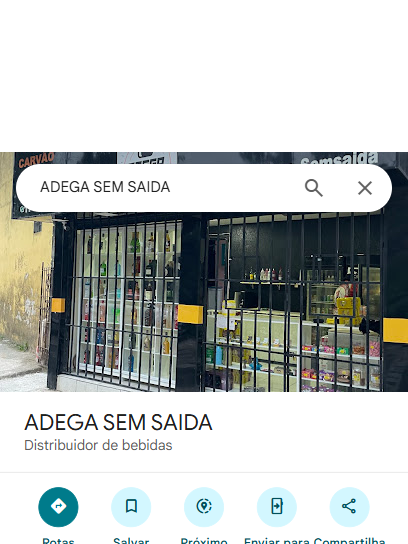 CARVÃO
Semsaida
ADEGA SEM SAIDA
ADEGA SEM SAIDA
Distribuidor de bebidas
Rotas
Salvar
Próximo
Enviar para
Compartilha